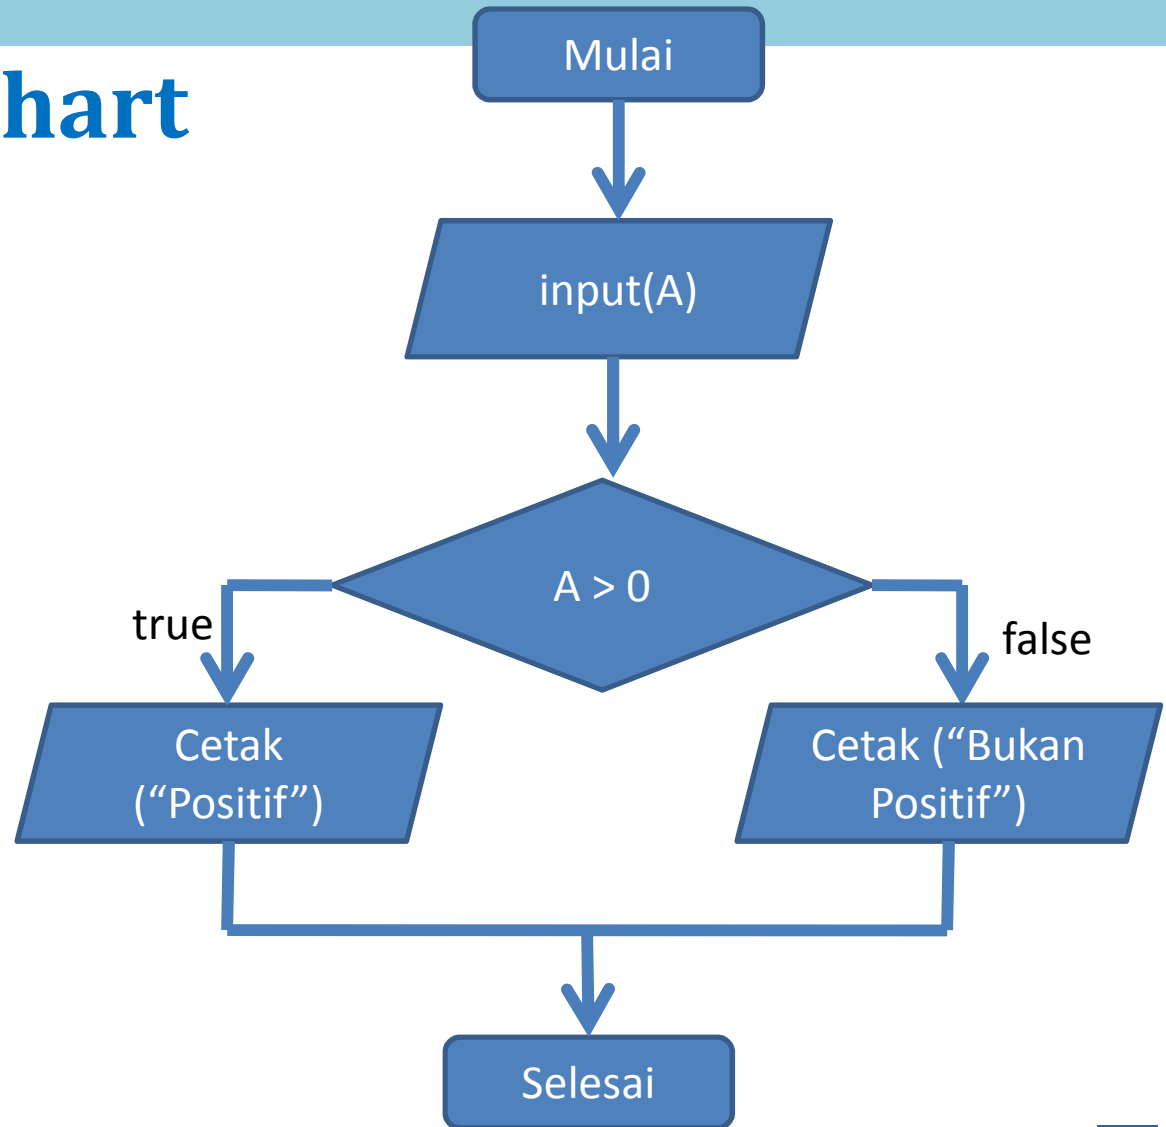 Mulai
hart
input(A)
A > 0
true
false
Cetak
(“Positif”)
Cetak (“Bukan
Positif”)
Selesai